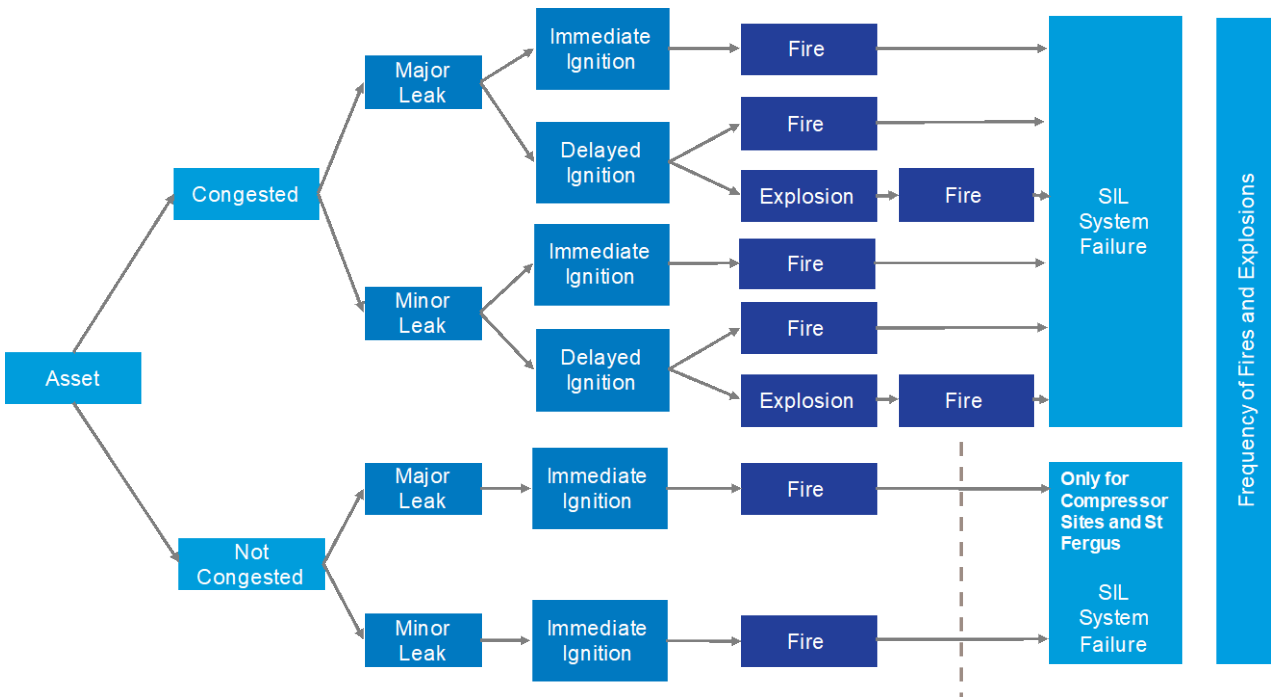 Asset
Congested
Not
Congested
Major
Leak
Minor
Leak
Major
Leak
Minor
Leak
Immediate
Ignition
Delayed
Ignition
Immediate
Ignition
Delayed
Ignition
Immediate
Ignition
Immediate
Ignition
Fire
Fire
Explosion
Fire
Fire
Fire
Explosion
Fire
Fire
Fire
SIL
System
Failure
Only for
Compressor
Sites and St
Fergus
SIL
System
Failure
Frequency of Fires and Explosions